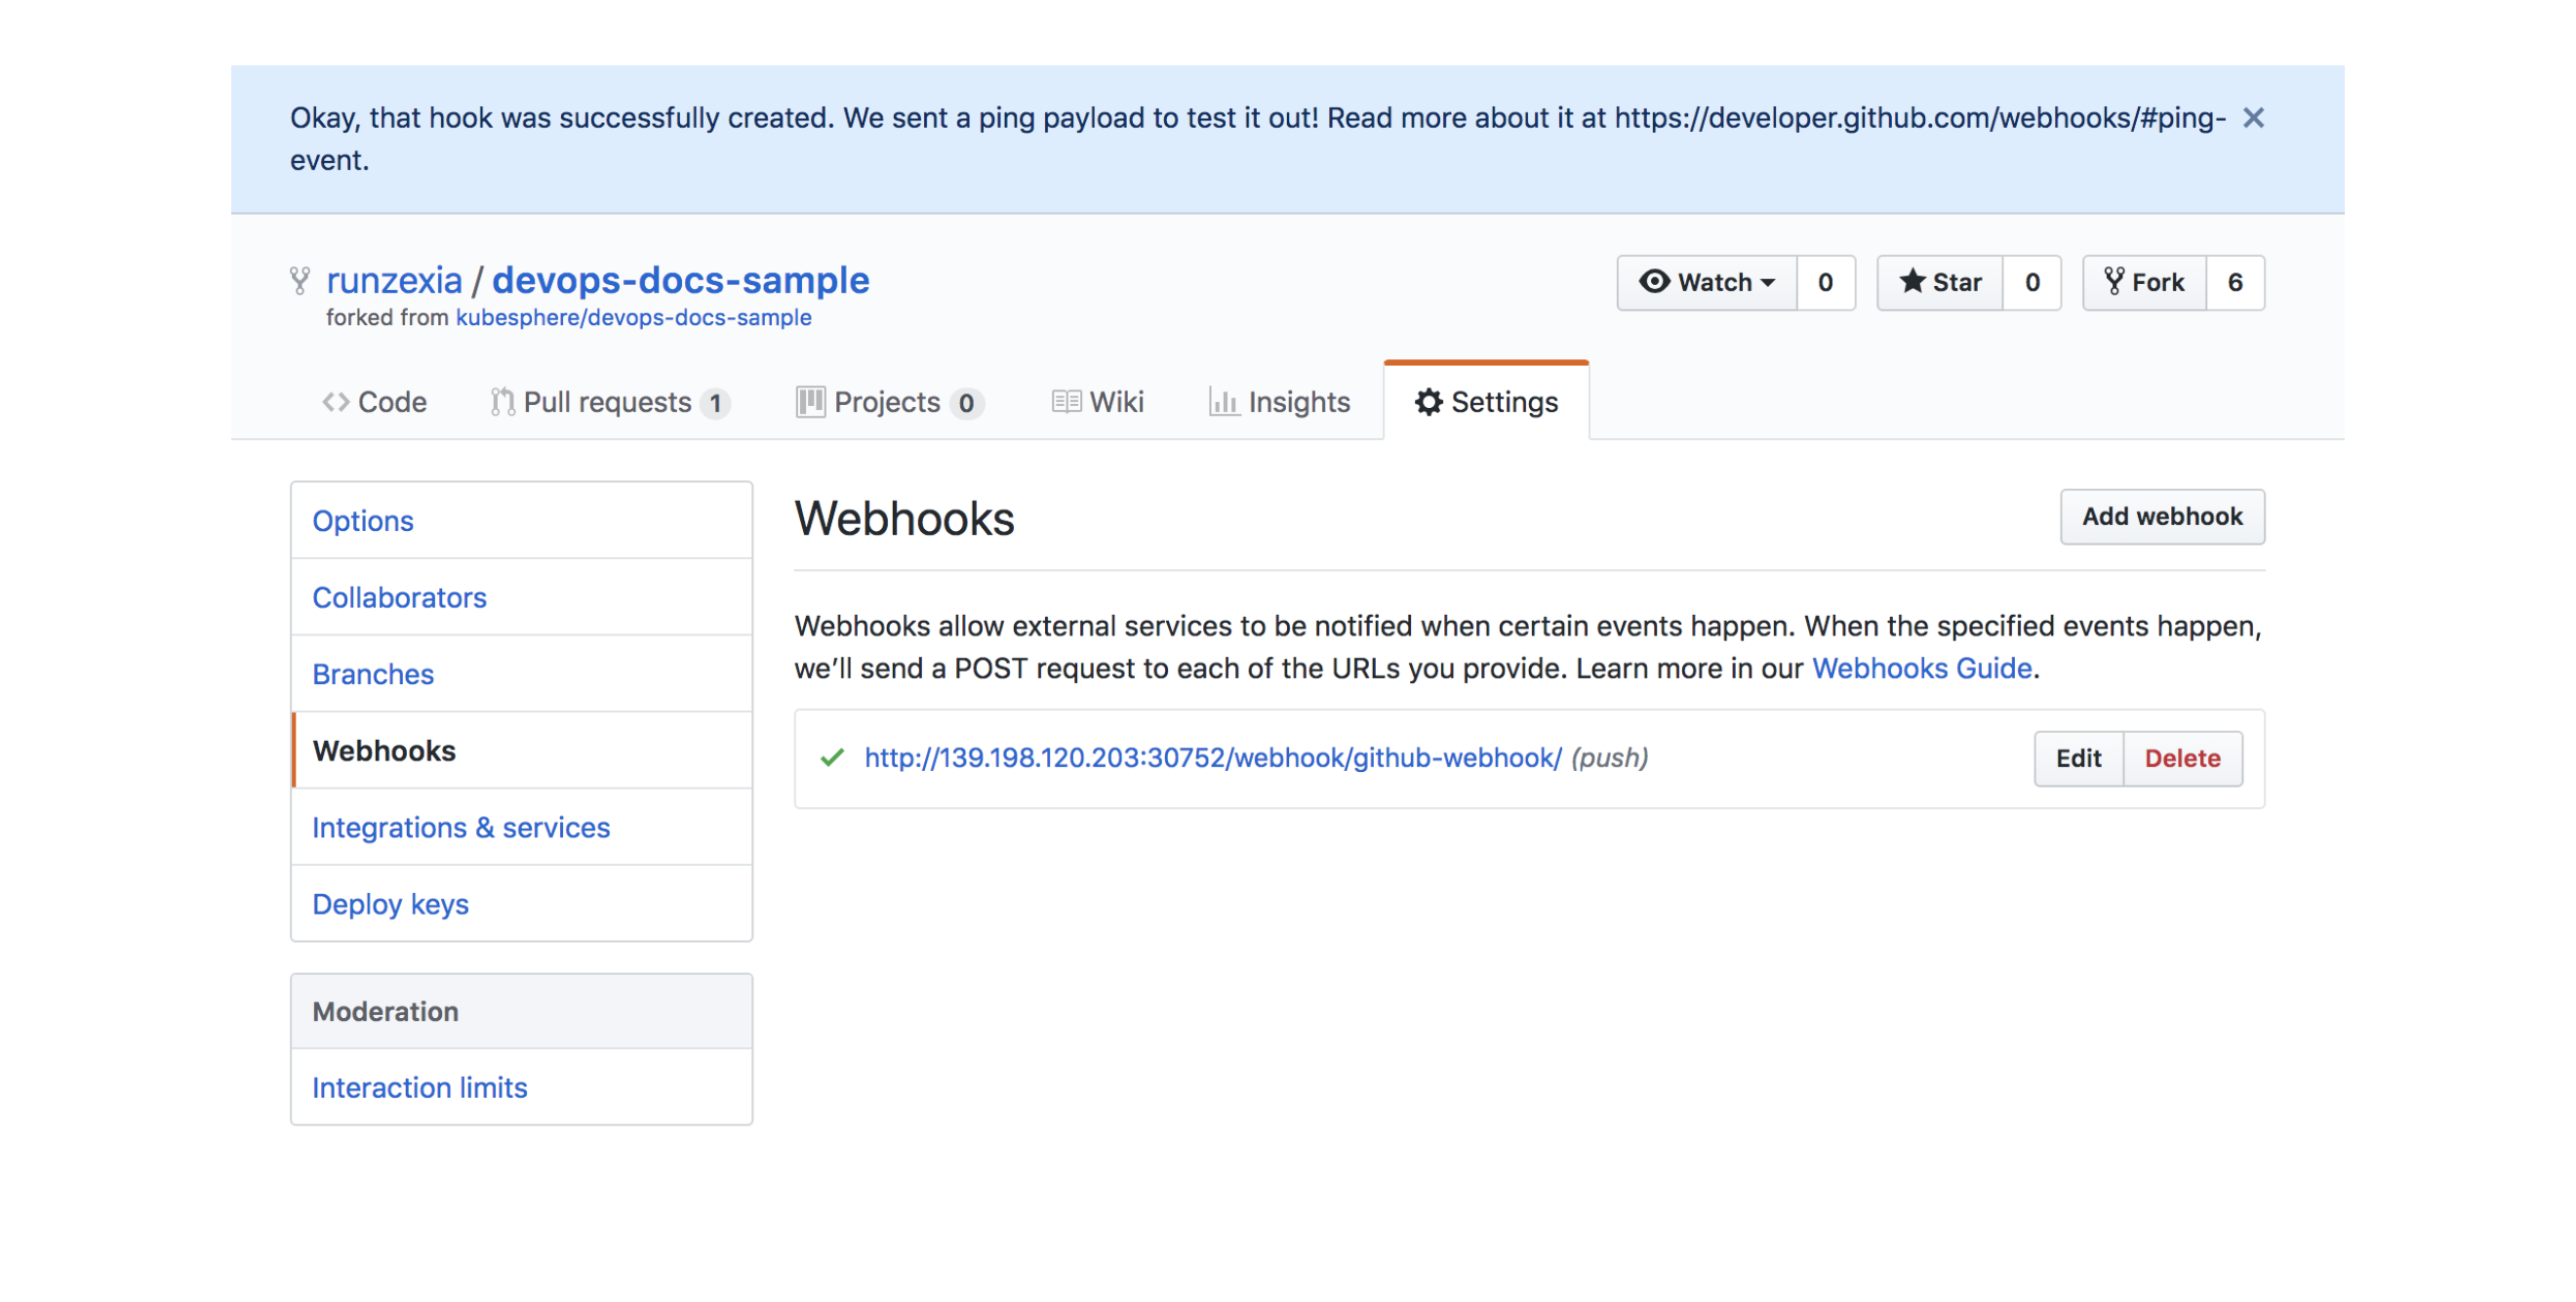 Okay, that hook was successfully created. We sent a ping payload to test it out! Read more about it at https://developer.github.com/webhooks/#ping-
event.
runzexia / devops-docs-sample
forked from kubesphere/devops-docs-sample
Watch 0 Star 0 Fork 6
Code Pull requests 1 Projects 0 Wiki Insights Settings
Options
Collaborators
Branches
Webhooks
Integrations & services
Deploy keys
Moderation
Interaction limits
Webhooks
Add webhook
Webhooks allow external services to be notified when certain events happen. When the specified events happen,
we’ll send a POST request to each of the URLs you provide. Learn more in our Webhooks Guide.
http://139.198.120.203:30752/webhook/github-webhook/ (push)
Edit Delete